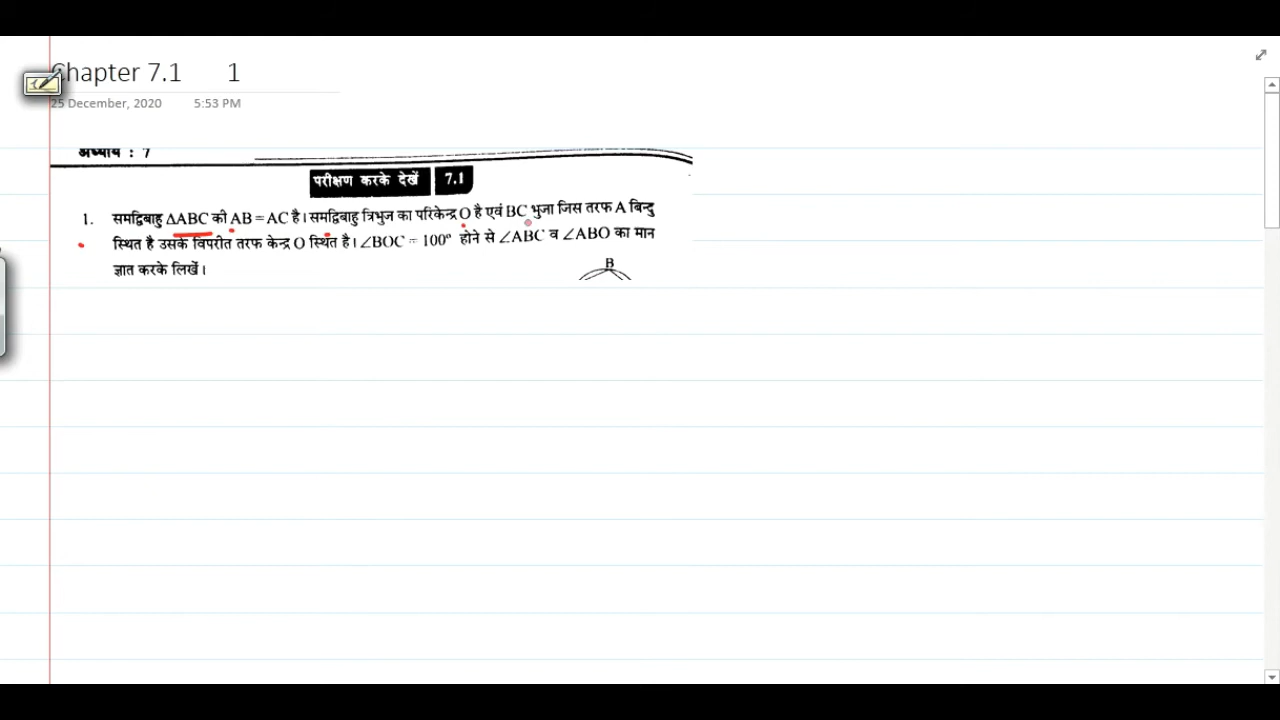 Chapter 7.1 1
25 December, 2020 5:53 PM
अध्याय : 7
परीक्षण करके देखें 7.1
1. समद्विबाहु ΔABC की AB = AC है। समद्विबाहु त्रिभुज का परिकेन्द्र O है एवं BC भुजा जिस तरफ A बिन्दु
स्थित है उसके विपरीत तरफ केन्द्र O स्थित है। ∠BOC = 100° होने से ∠ABC व ∠ABO का मान
ज्ञात करके लिखें।
B